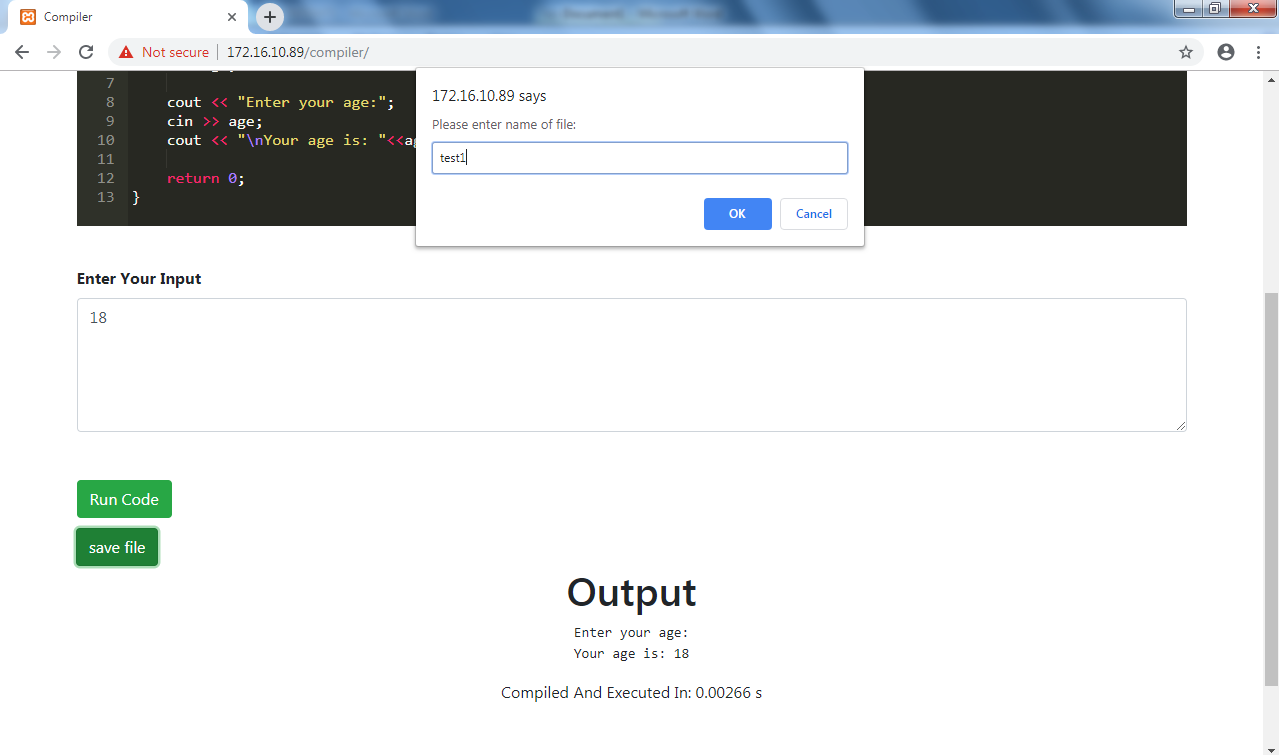 Compiler
Not secure 172.16.10.89/compiler/
172.16.10.89 says
Please enter name of file:
test1
OK Cancel
7
8 cout << "Enter your age:";
9 cin >> age;
10 cout << "\nYour age is: "<<ag
11
12 return 0;
13 }
Enter Your Input
18
Run Code
save file
Output
Enter your age:
Your age is: 18
Compiled And Executed In: 0.00266 s